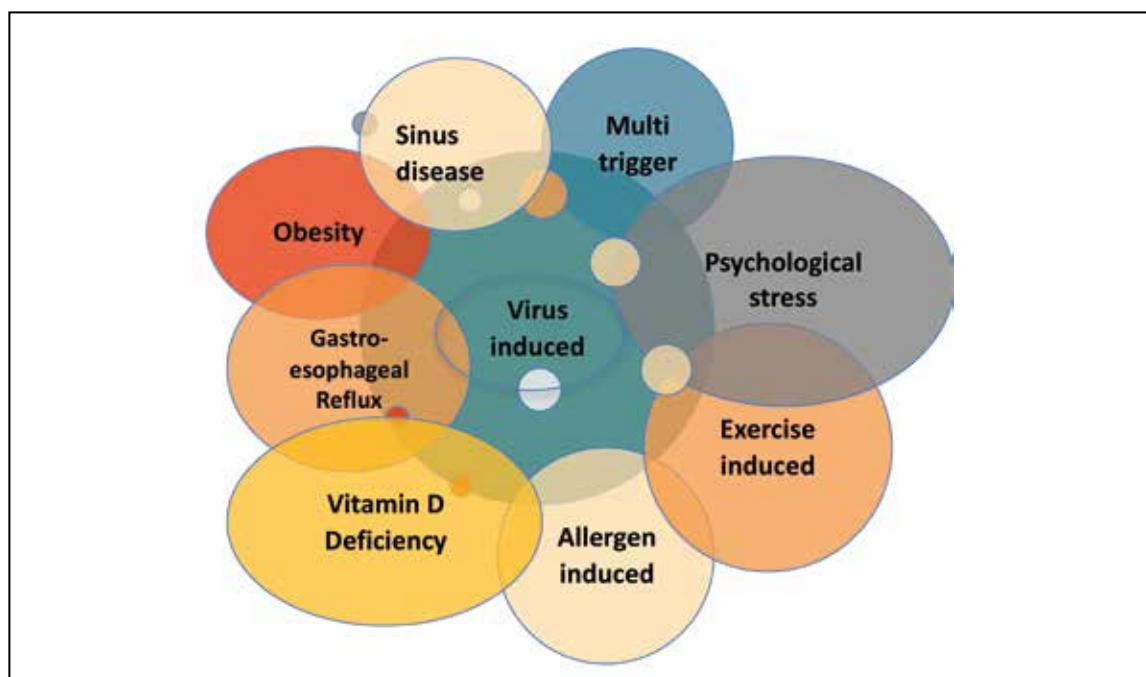 Sinus
disease
Multi
trigger
Obesity
Psychological
stress
Virus
induced
Gastro-
esophageal
Reflux
Exercise
induced
Vitamin D
Deficiency
Allergen
induced